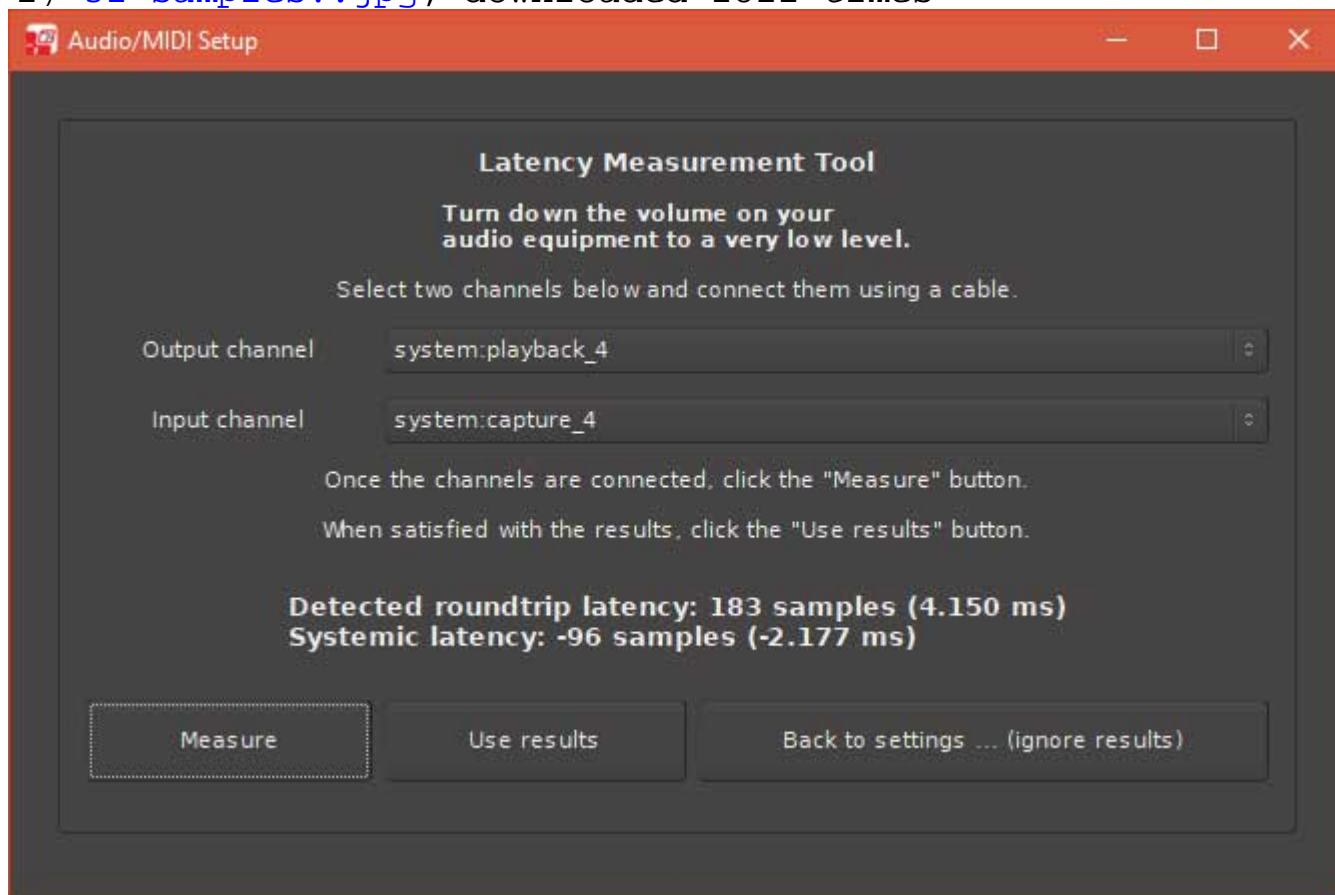 Audio/MIDI Setup
Latency Measurement Tool
Turn down the volume on your
audio equipment to a very low level.
Select two channels below and connect them using a cable.
Output channel system:playback_4
Input channel system:capture_4
Once the channels are connected, click the "Measure" button.
When satisfied with the results, click the "Use results" button.
Detected roundtrip latency: 183 samples (4.150 ms)
Systemic latency: -96 samples (-2.177 ms)
Measure Use results Back to settings ... (ignore results)